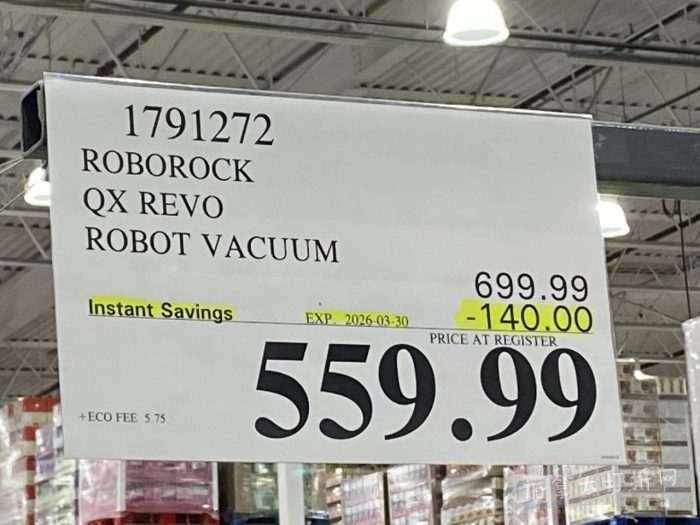 1791272
ROBOROCK
QX REVO
ROBOT VACUUM
699.99
Instant Savings EXP. 2026-03-30 -140.00
PRICE AT REGISTER
559.99
+ECO FEE 5.75